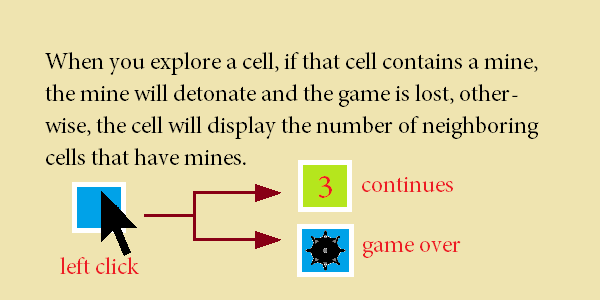 When you explore a cell, if that cell contains a mine,
the mine will detonate and the game is lost, other-
wise, the cell will display the number of neighboring
cells that have mines.
3
continues
game over
left click